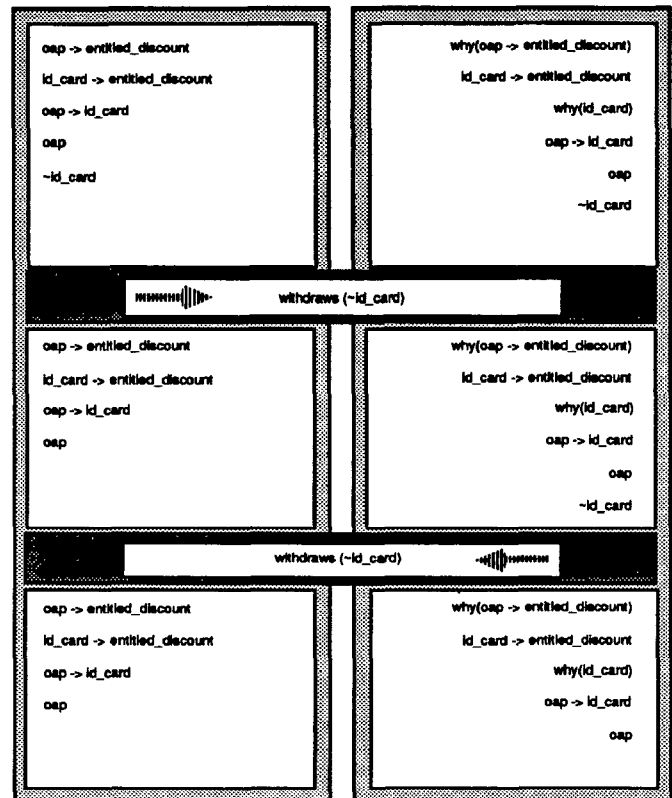 oap -> entitled_discount
id_card -> entitled_discount
oap -> id_card
oap
~id_card
why(oap -> entitled_discount)
id_card -> entitled_discount
why(id_card)
oap -> id_card
oap
~id_card
withdraws (~id_card)
oap -> entitled_discount
id_card -> entitled_discount
oap -> id_card
oap
why(oap -> entitled_discount)
id_card -> entitled_discount
why(id_card)
oap -> id_card
oap
~id_card
withdraws (~id_card)
oap -> entitled_discount
id_card -> entitled_discount
oap -> id_card
oap
why(oap -> entitled_discount)
id_card -> entitled_discount
why(id_card)
oap -> id_card
oap